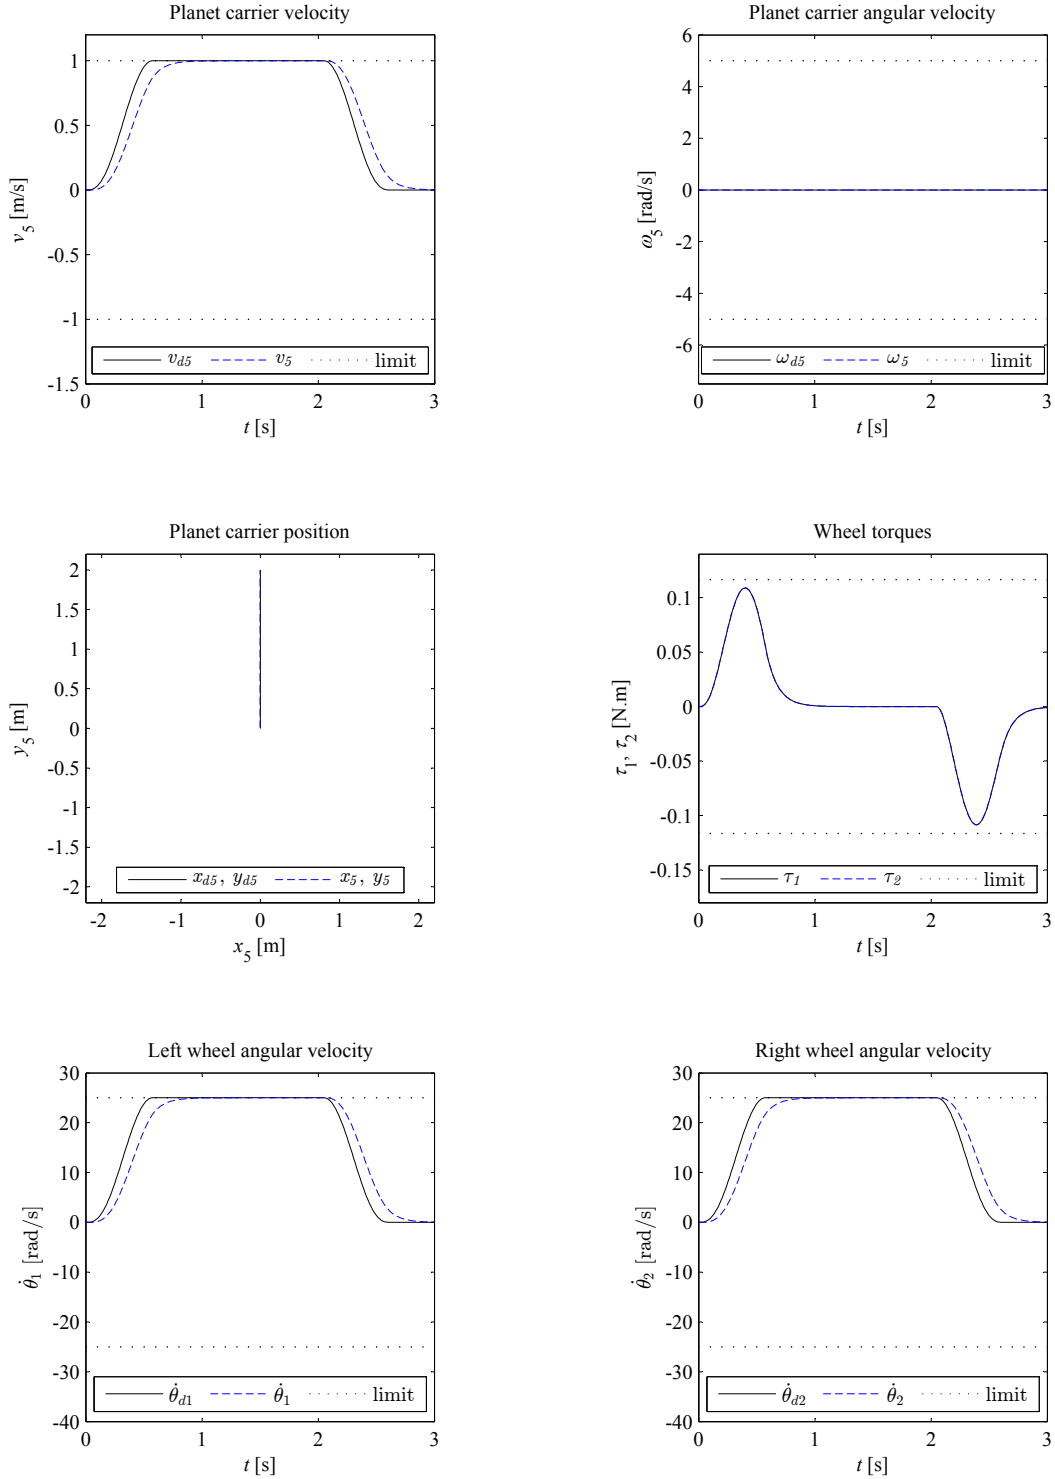 Planet carrier velocity
1
0.5
0
-0.5
-1
-1.5
v5 [m/s]
vd5 v5 limit
0 1 2 3
t [s]
Planet carrier angular velocity
6
4
2
0
-2
-4
-6
ω5 [rad/s]
ωd5 ω5 limit
0 1 2 3
t [s]
Planet carrier position
2
1.5
1
0.5
0
-0.5
-1
-1.5
-2
y5 [m]
xd5, yd5 x5, y5
-2 -1 0 1 2
x5 [m]
Wheel torques
0.1
0.05
0
-0.05
-0.1
-0.15
τ1, τ2 [N.m]
τ1 τ2 limit
0 1 2 3
t [s]
Left wheel angular velocity
30
20
10
0
-10
-20
-30
-40
θ̇1 [rad/s]
θ̇d1 θ̇1 limit
0 1 2 3
t [s]
Right wheel angular velocity
30
20
10
0
-10
-20
-30
-40
θ̇2 [rad/s]
θ̇d2 θ̇2 limit
0 1 2 3
t [s]